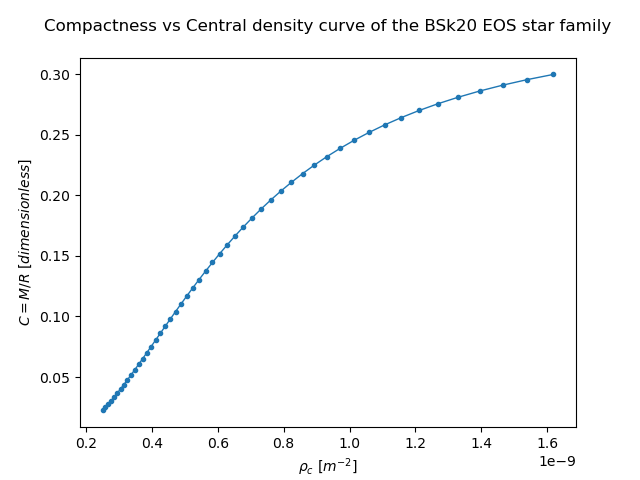 Compactness vs Central density curve of the BSk20 EOS star family
0.30
0.25
0.20
0.15
0.10
0.05
C = M/R [dimensionless]
0.2 0.4 0.6 0.8 1.0 1.2 1.4 1.6
1e−9
ρc [m−2]